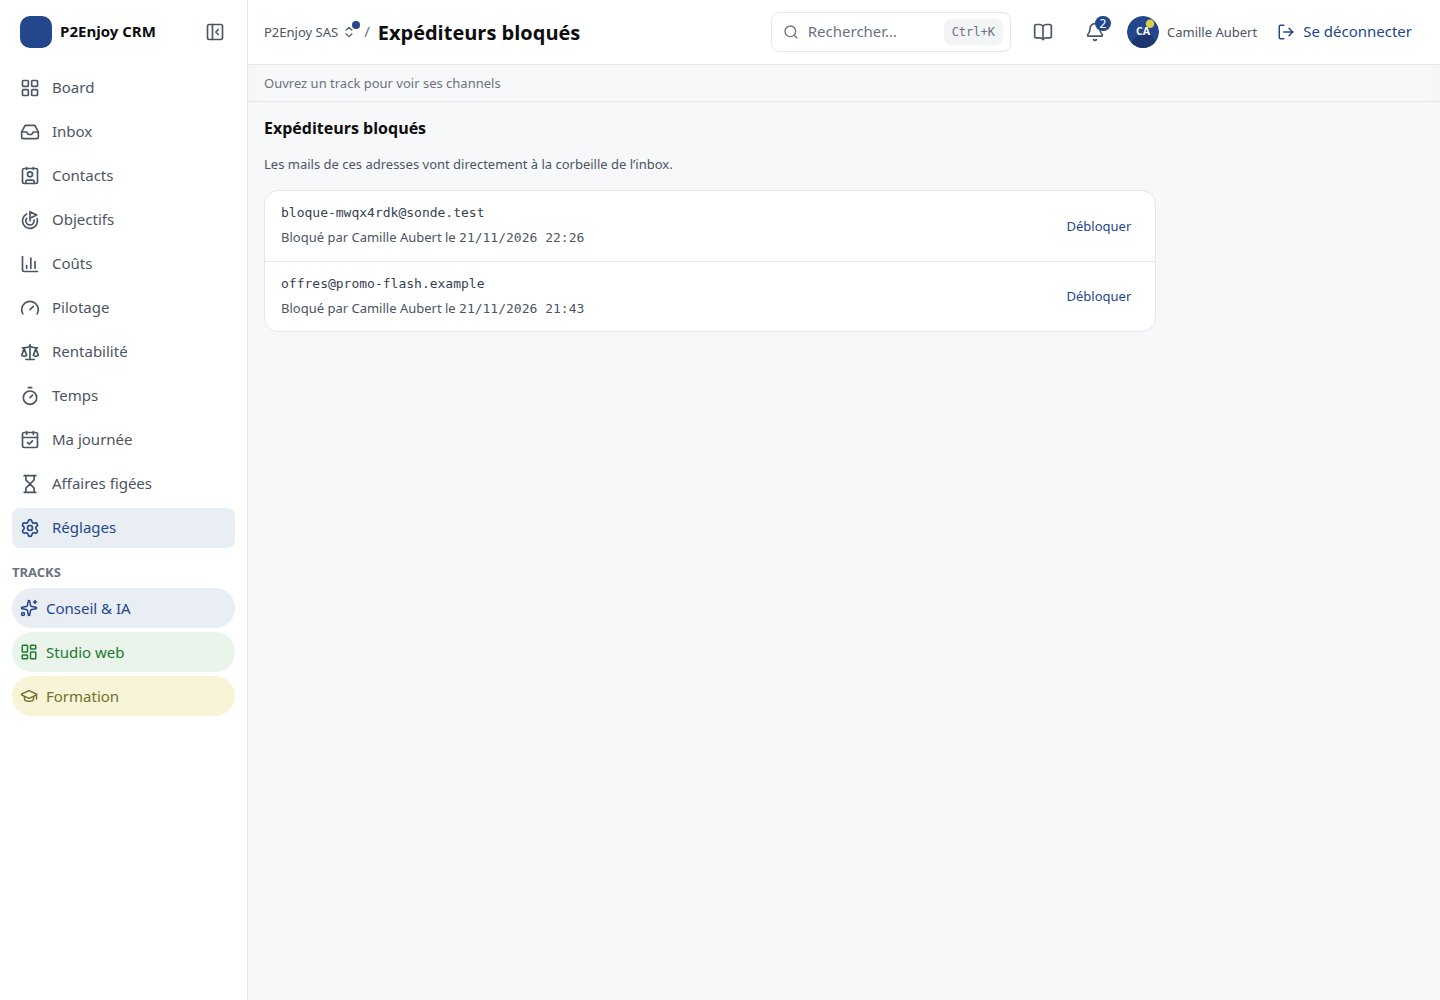 P2Enjoy CRM
Board
Inbox
Contacts
Objectifs
Coûts
Pilotage
Rentabilité
Temps
Ma journée
Affaires figées
Réglages
TRACKS
Conseil & IA
Studio web
Formation
P2Enjoy SAS / Expéditeurs bloqués
Rechercher... Ctrl+K
2
CA Camille Aubert
Se déconnecter
Ouvrez un track pour voir ses channels
Expéditeurs bloqués
Les mails de ces adresses vont directement à la corbeille de l’inbox.
bloque-mwqx4rdk@sonde.test
Bloqué par Camille Aubert le 21/11/2026 22:26
Débloquer
offres@promo-flash.example
Bloqué par Camille Aubert le 21/11/2026 21:43
Débloquer